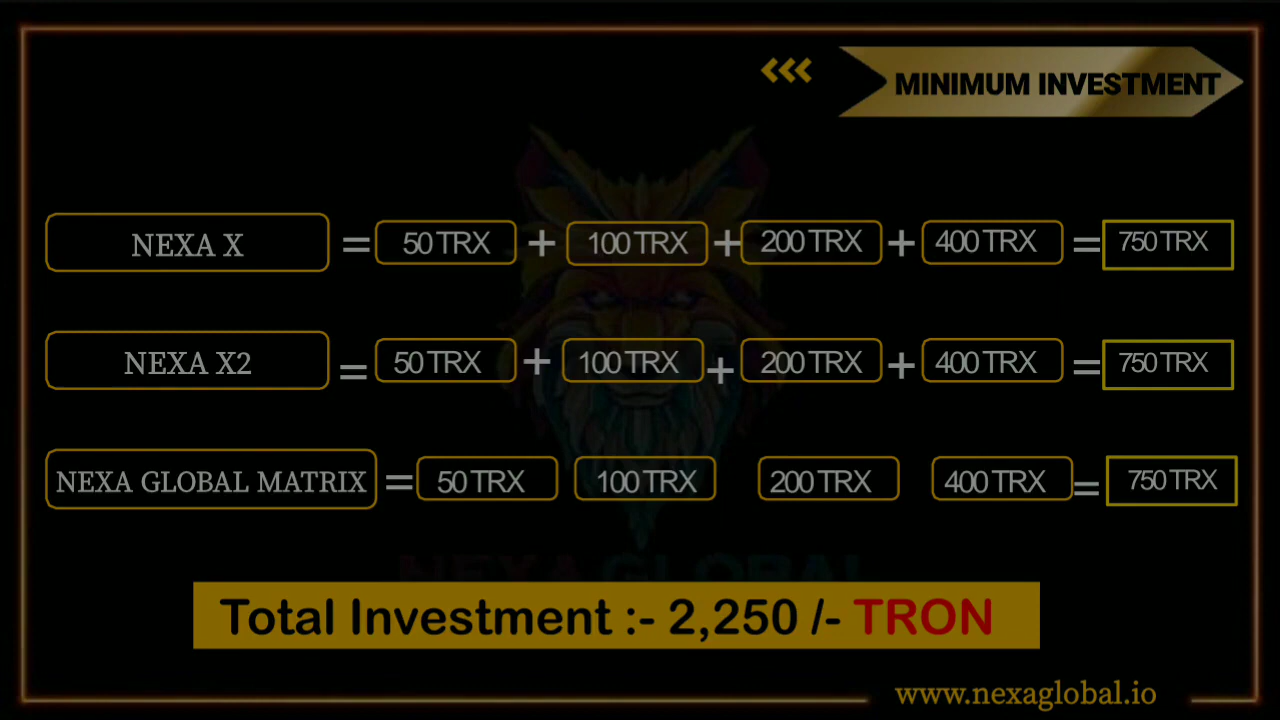 MINIMUM INVESTMENT
NEXA X = 50 TRX + 100 TRX + 200 TRX + 400 TRX = 750 TRX
NEXA X2 = 50 TRX + 100 TRX + 200 TRX + 400 TRX = 750 TRX
NEXA GLOBAL MATRIX = 50 TRX 100 TRX 200 TRX 400 TRX = 750 TRX
NEXA GLOBAL
Total Investment :- 2,250 /- TRON
www.nexaglobal.io